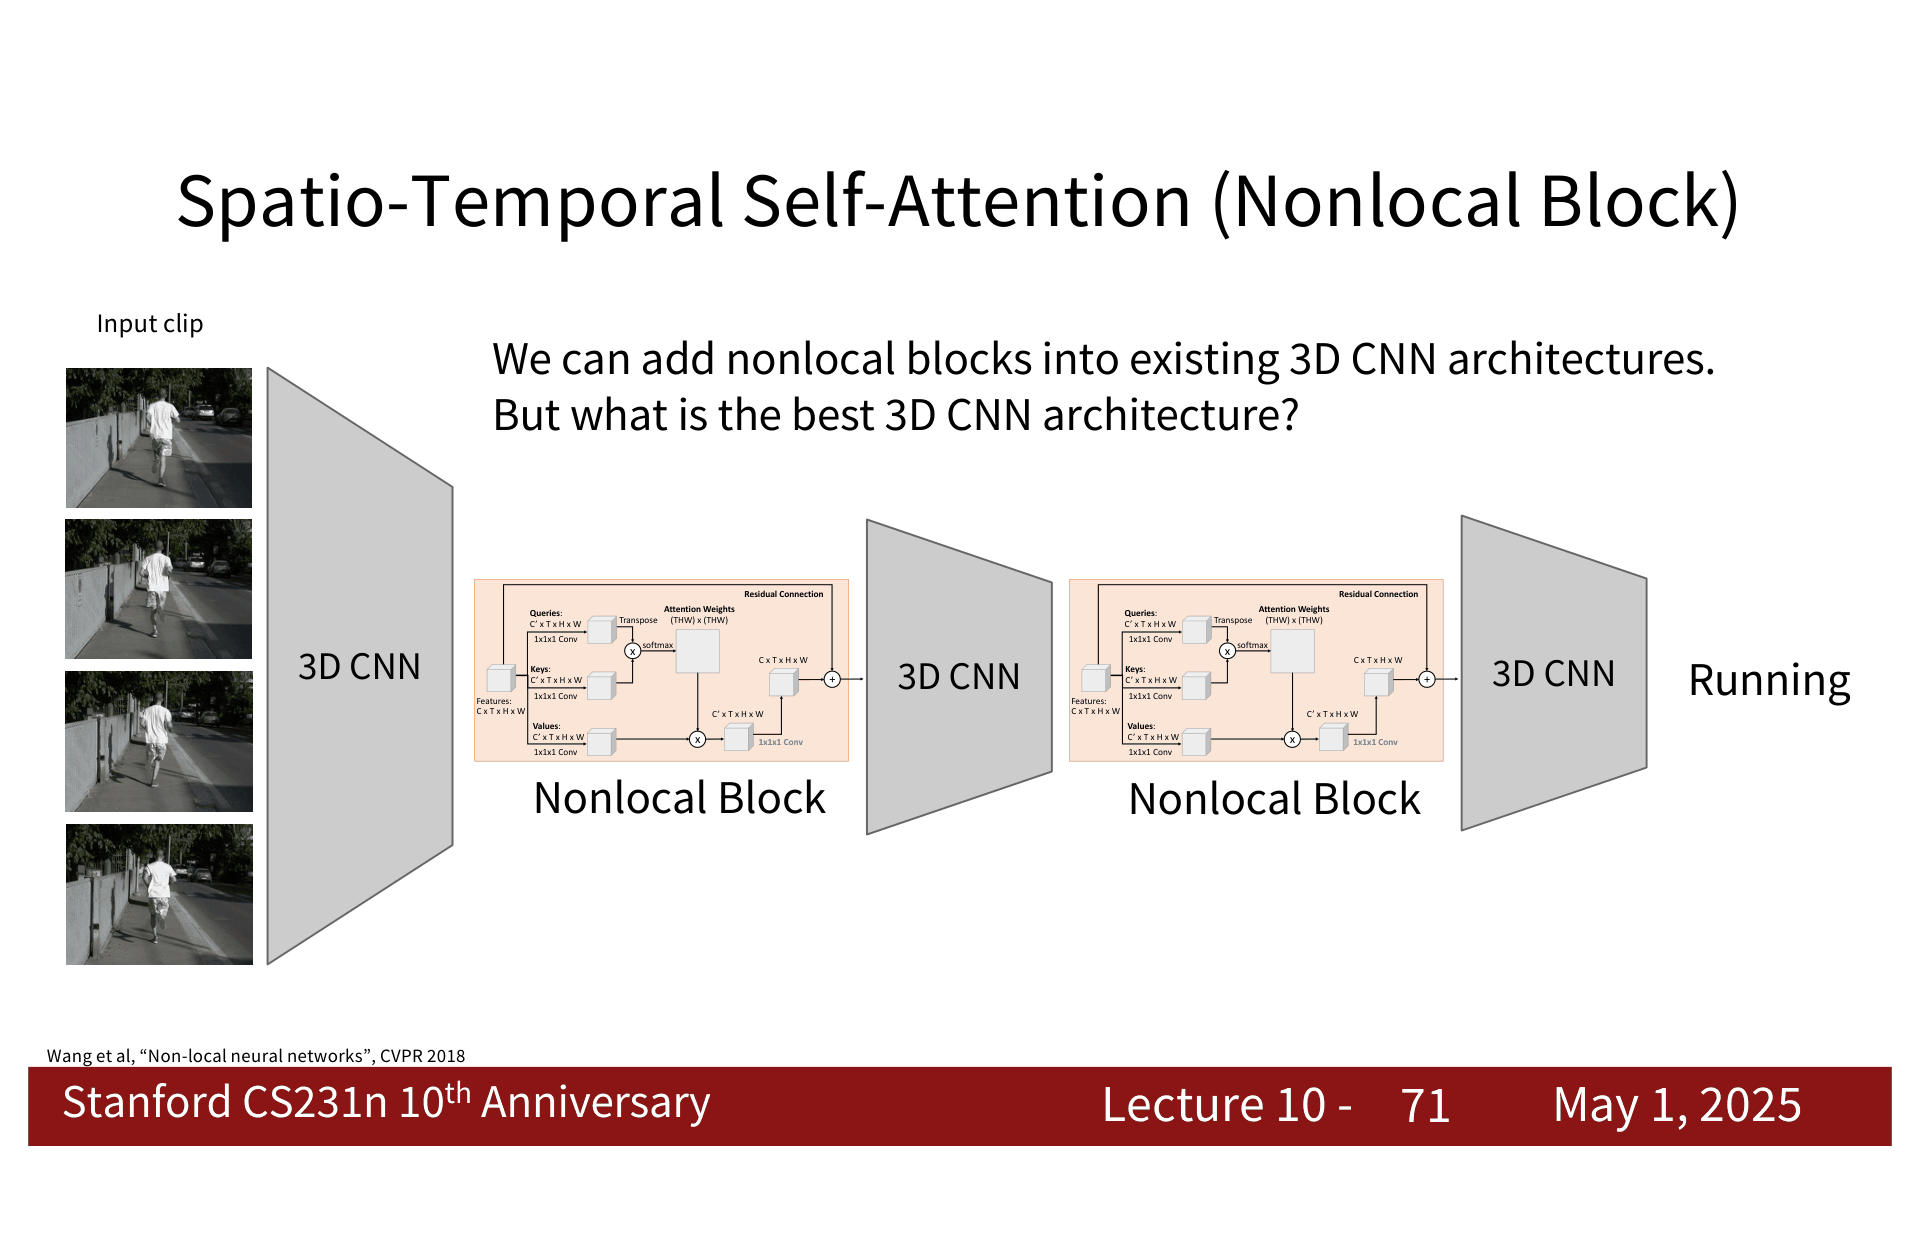 Spatio-Temporal Self-Attention (Nonlocal Block)
Input clip
We can add nonlocal blocks into existing 3D CNN architectures.
But what is the best 3D CNN architecture?
3D CNN
Residual Connection
Queries:
C’ x T x H x W
1x1x1 Conv
Transpose
softmax
x
Attention Weights
(THW) x (THW)
Keys:
C’ x T x H x W
1x1x1 Conv
Features:
C x T x H x W
Values:
C’ x T x H x W
1x1x1 Conv
x
C’ x T x H x W
1x1x1 Conv
C x T x H x W
+
Nonlocal Block
3D CNN
Residual Connection
Queries:
C’ x T x H x W
1x1x1 Conv
Transpose
softmax
x
Attention Weights
(THW) x (THW)
Keys:
C’ x T x H x W
1x1x1 Conv
Features:
C x T x H x W
Values:
C’ x T x H x W
1x1x1 Conv
x
C’ x T x H x W
1x1x1 Conv
C x T x H x W
+
Nonlocal Block
3D CNN
Running
Wang et al, “Non-local neural networks”, CVPR 2018
Stanford CS231n 10th Anniversary
Lecture 10 - 71
May 1, 2025